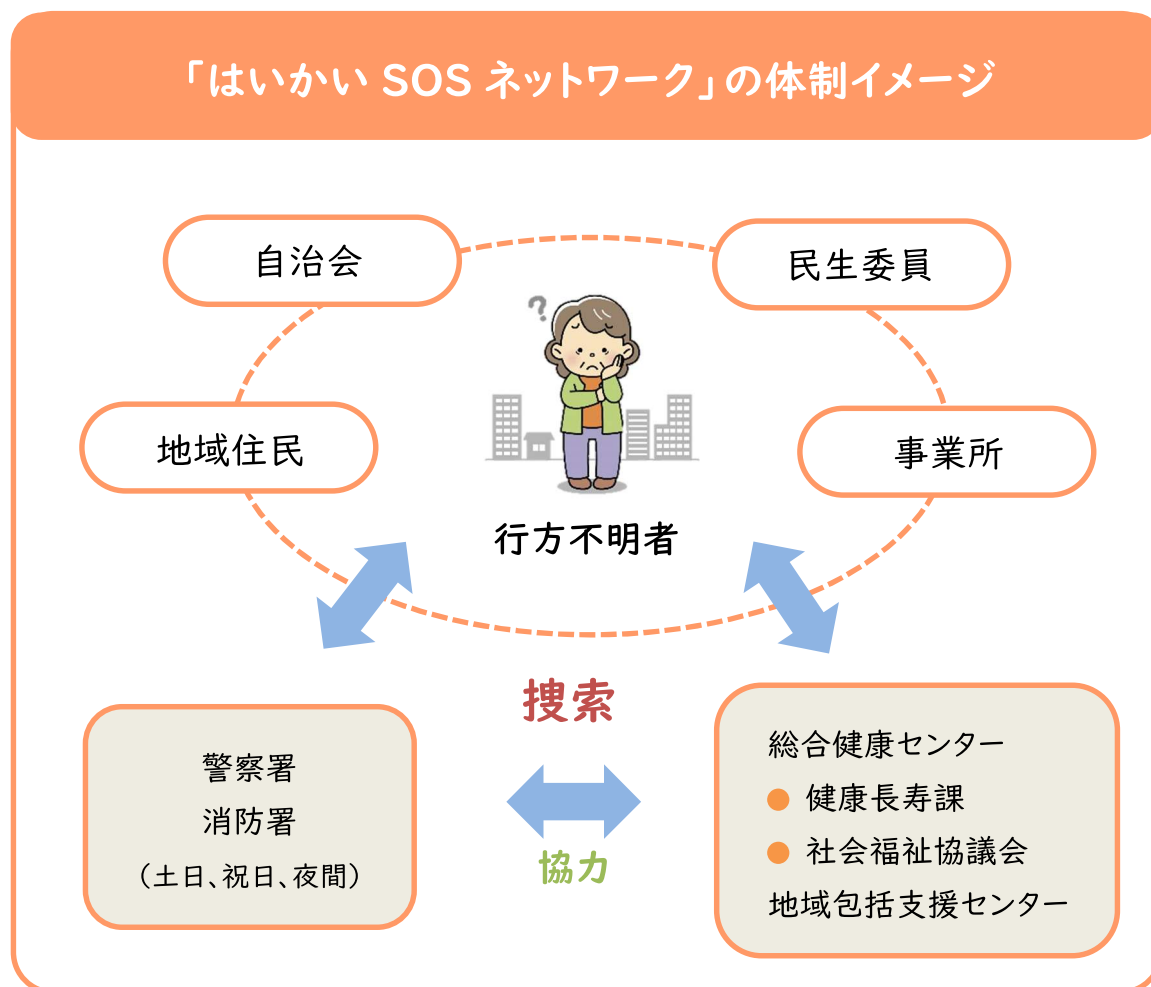 「はいかい SOS ネットワーク」の体制イメージ
自治会
民生委員
?
地域住民
事業所
行方不明者
捜索
警察署
消防署
（土日、祝日、夜間）
協力
総合健康センター
● 健康長寿課
● 社会福祉協議会
地域包括支援センター